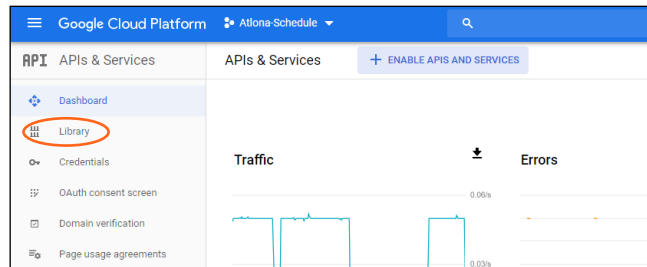 Google Cloud Platform
Atlona-Schedule
API APIs & Services
APIs & Services
+ ENABLE APIS AND SERVICES
Dashboard
Library
Credentials
OAuth consent screen
Domain verification
Page usage agreements
Traffic
Errors
0.06/s
0.03/s